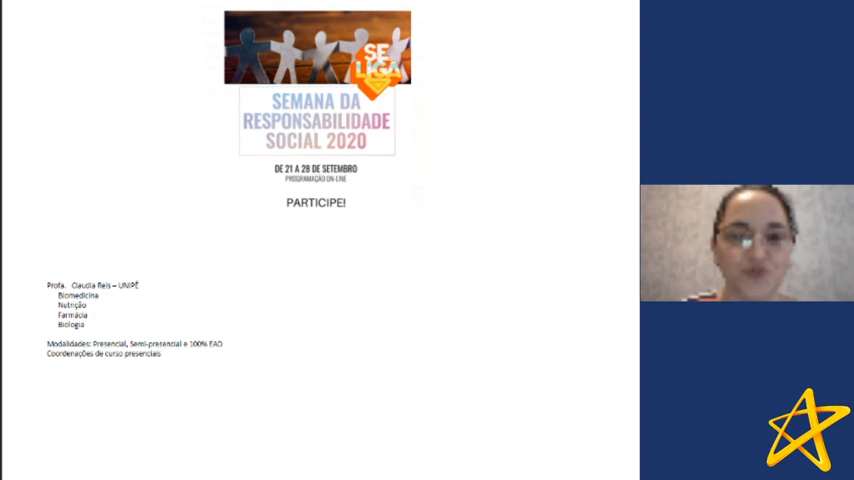 SE
LIGA
SEMANA DA
RESPONSABILIDADE
SOCIAL 2020
DE 21 A 28 DE SETEMBRO
PROGRAMAÇÃO ON-LINE
PARTICIPE!
Profa. Claudia Reis – UNIPÊ
Biomedicina
Nutrição
Farmácia
Biologia
Modalidades: Presencial, Semi-presencial e 100% EAD
Coordenações de curso presenciais